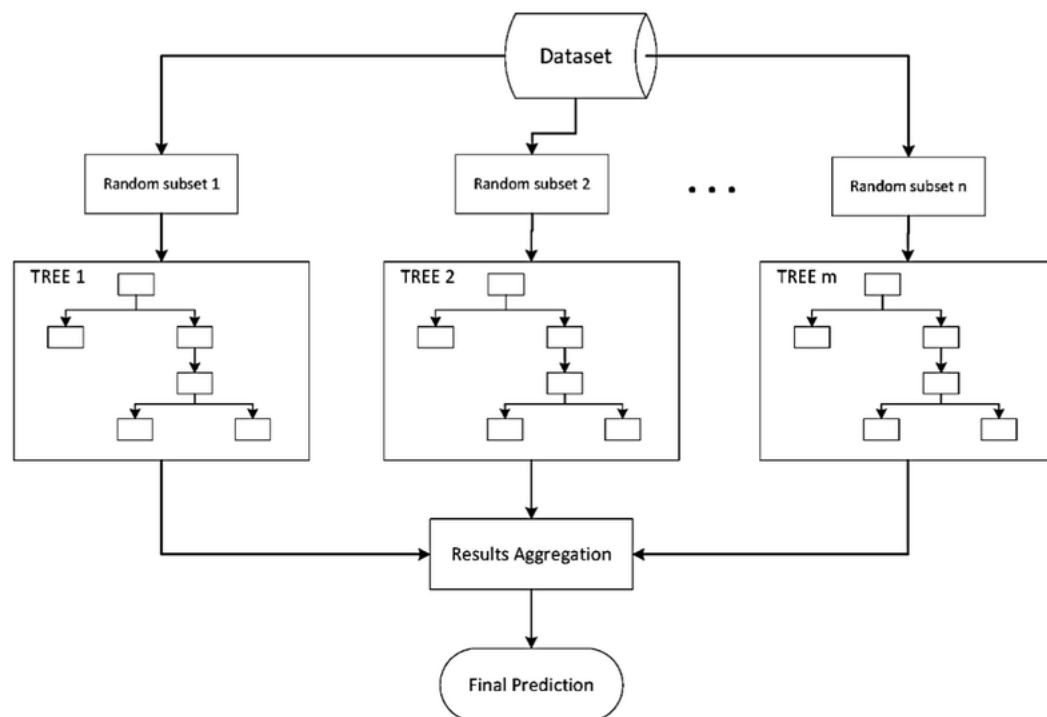 Dataset
Random subset 1
Random subset 2
• • •
Random subset n
TREE 1
TREE 2
TREE m
Results Aggregation
Final Prediction